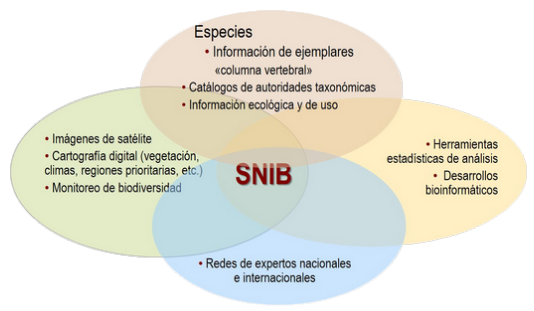 Especies
• Información de ejemplares
«columna vertebral»
• Catálogos de autoridades taxonómicas
• Información ecológica y de uso
• Imágenes de satélite
• Cartografía digital (vegetación,
climas, regiones prioritarias, etc.)
• Monitoreo de biodiversidad
SNIB
• Herramientas
estadísticas de análisis
• Desarrollos
bioinformáticos
• Redes de expertos nacionales
e internacionales